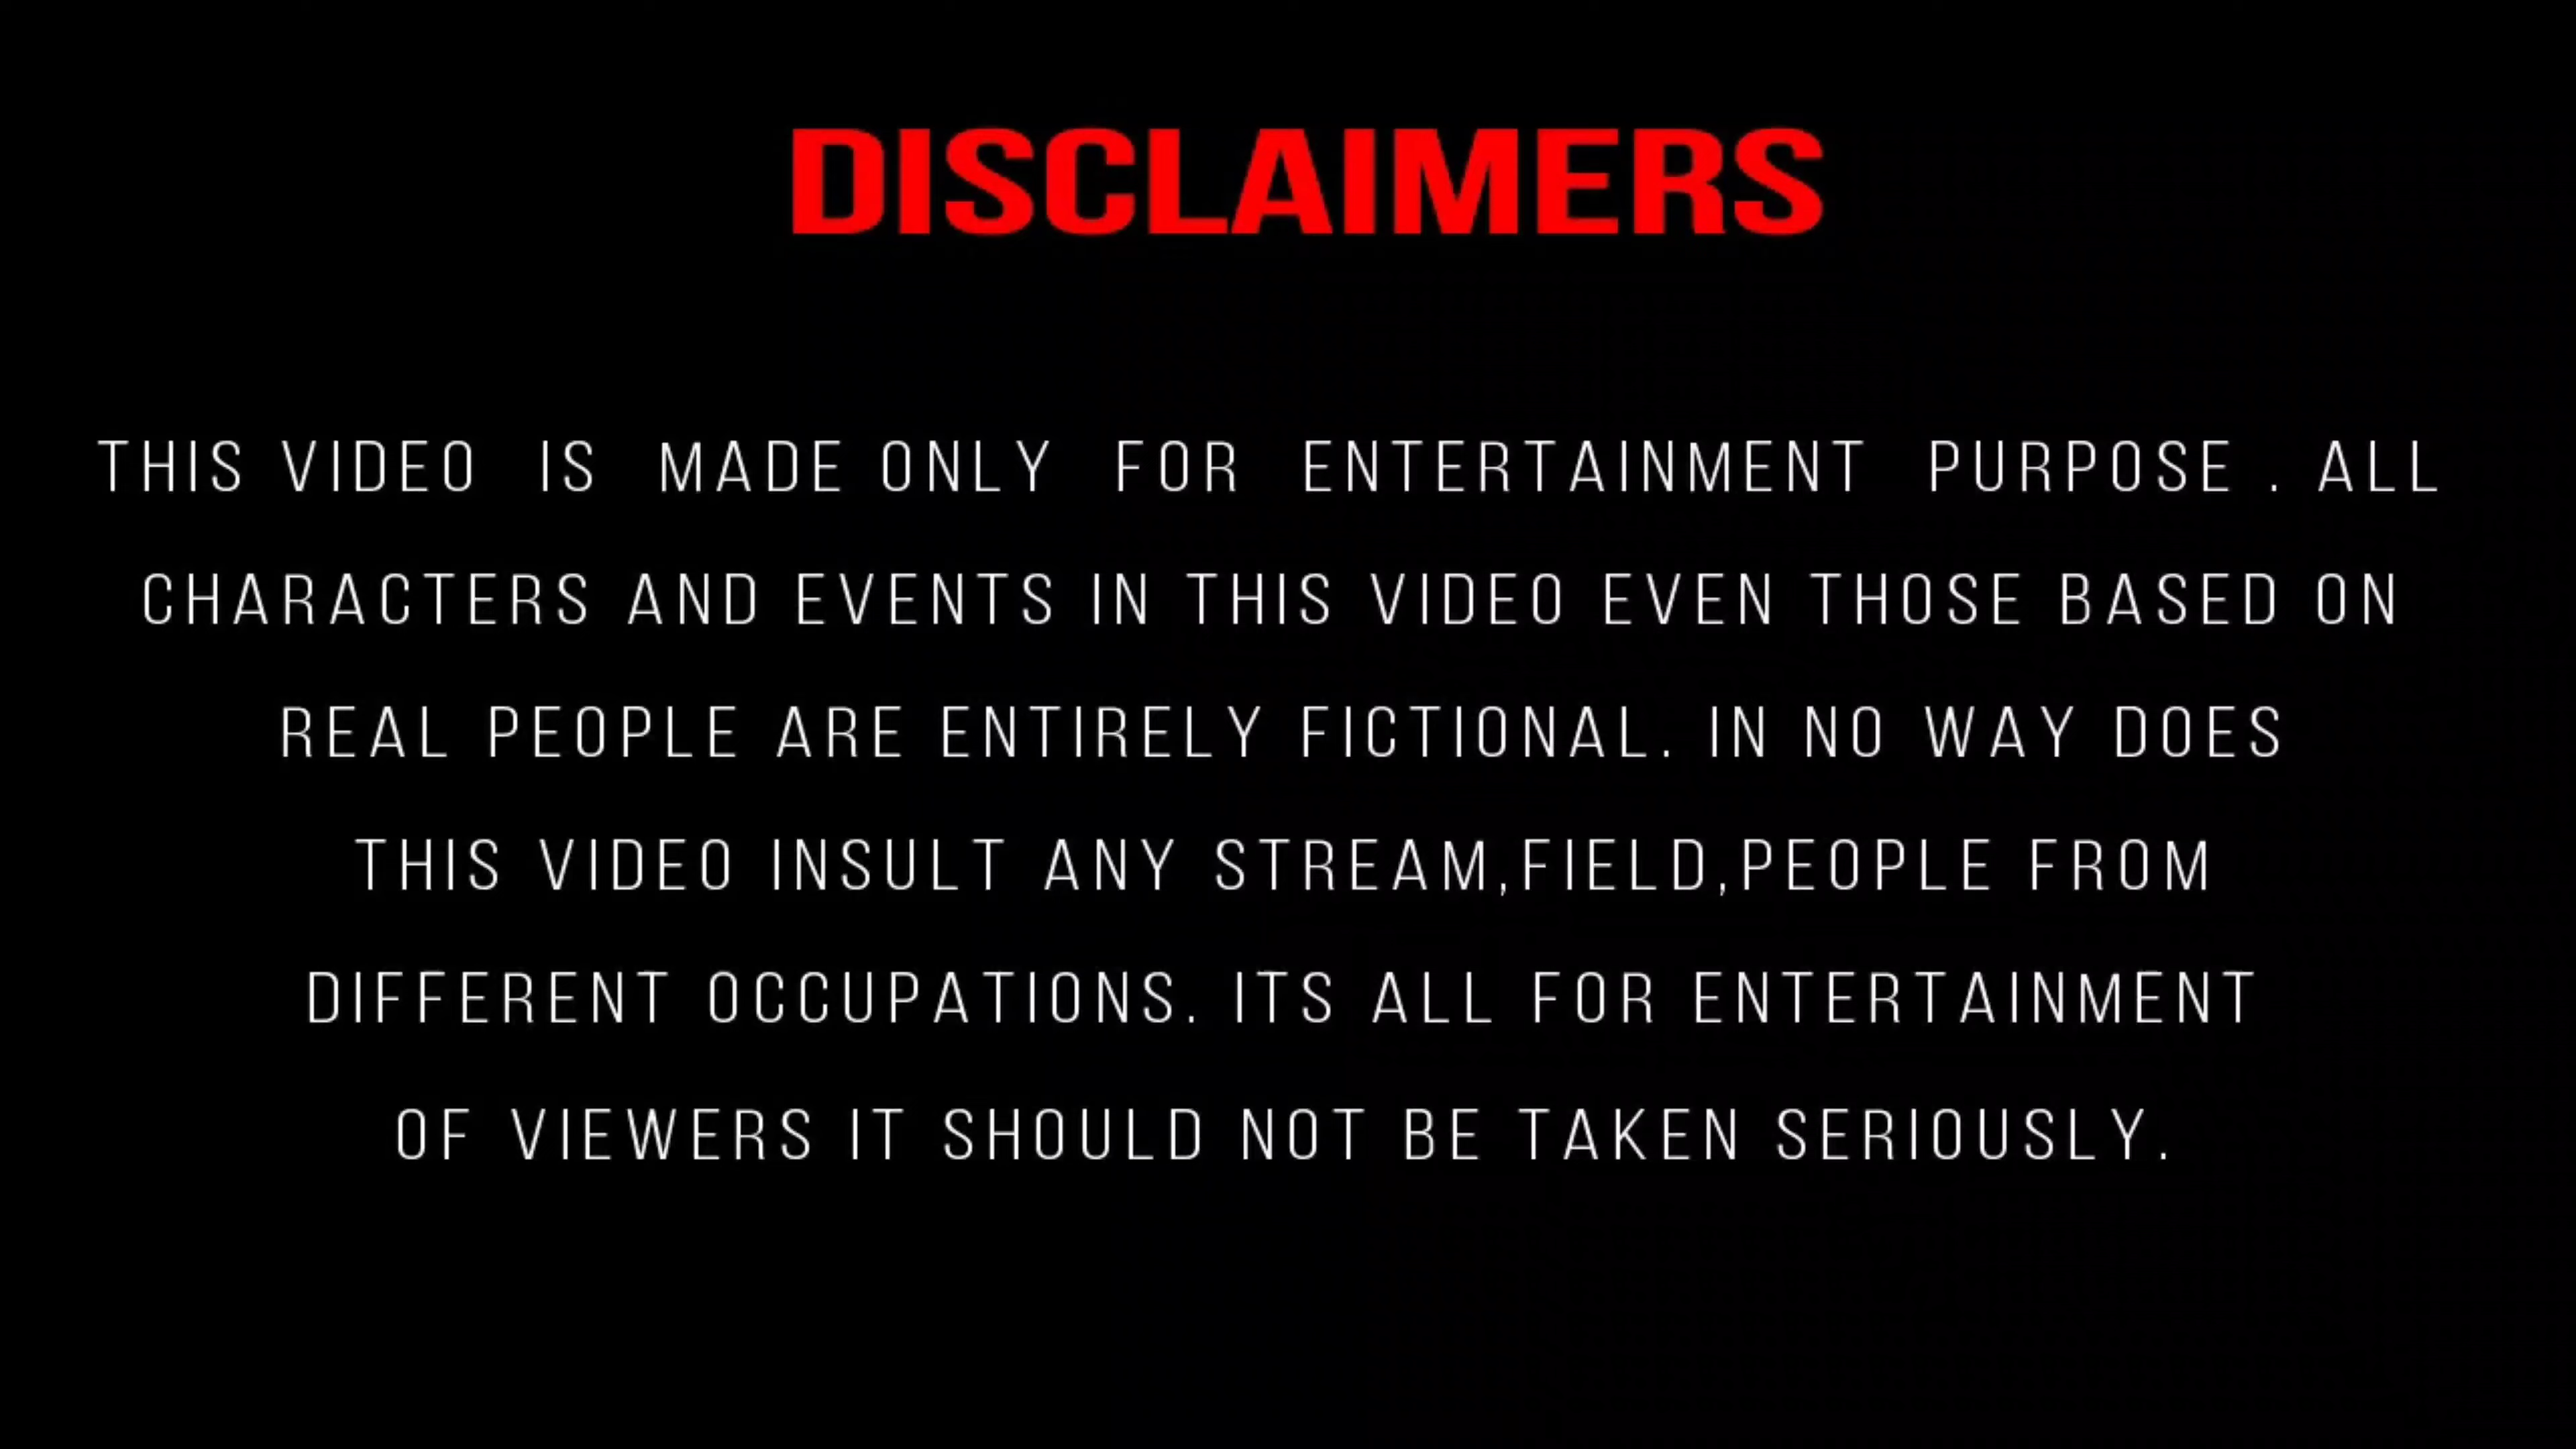 DISCLAIMERS
THIS VIDEO IS MADE ONLY FOR ENTERTAINMENT PURPOSE . ALL
CHARACTERS AND EVENTS IN THIS VIDEO EVEN THOSE BASED ON
REAL PEOPLE ARE ENTIRELY FICTIONAL. IN NO WAY DOES
THIS VIDEO INSULT ANY STREAM,FIELD,PEOPLE FROM
DIFFERENT OCCUPATIONS. ITS ALL FOR ENTERTAINMENT
OF VIEWERS IT SHOULD NOT BE TAKEN SERIOUSLY.